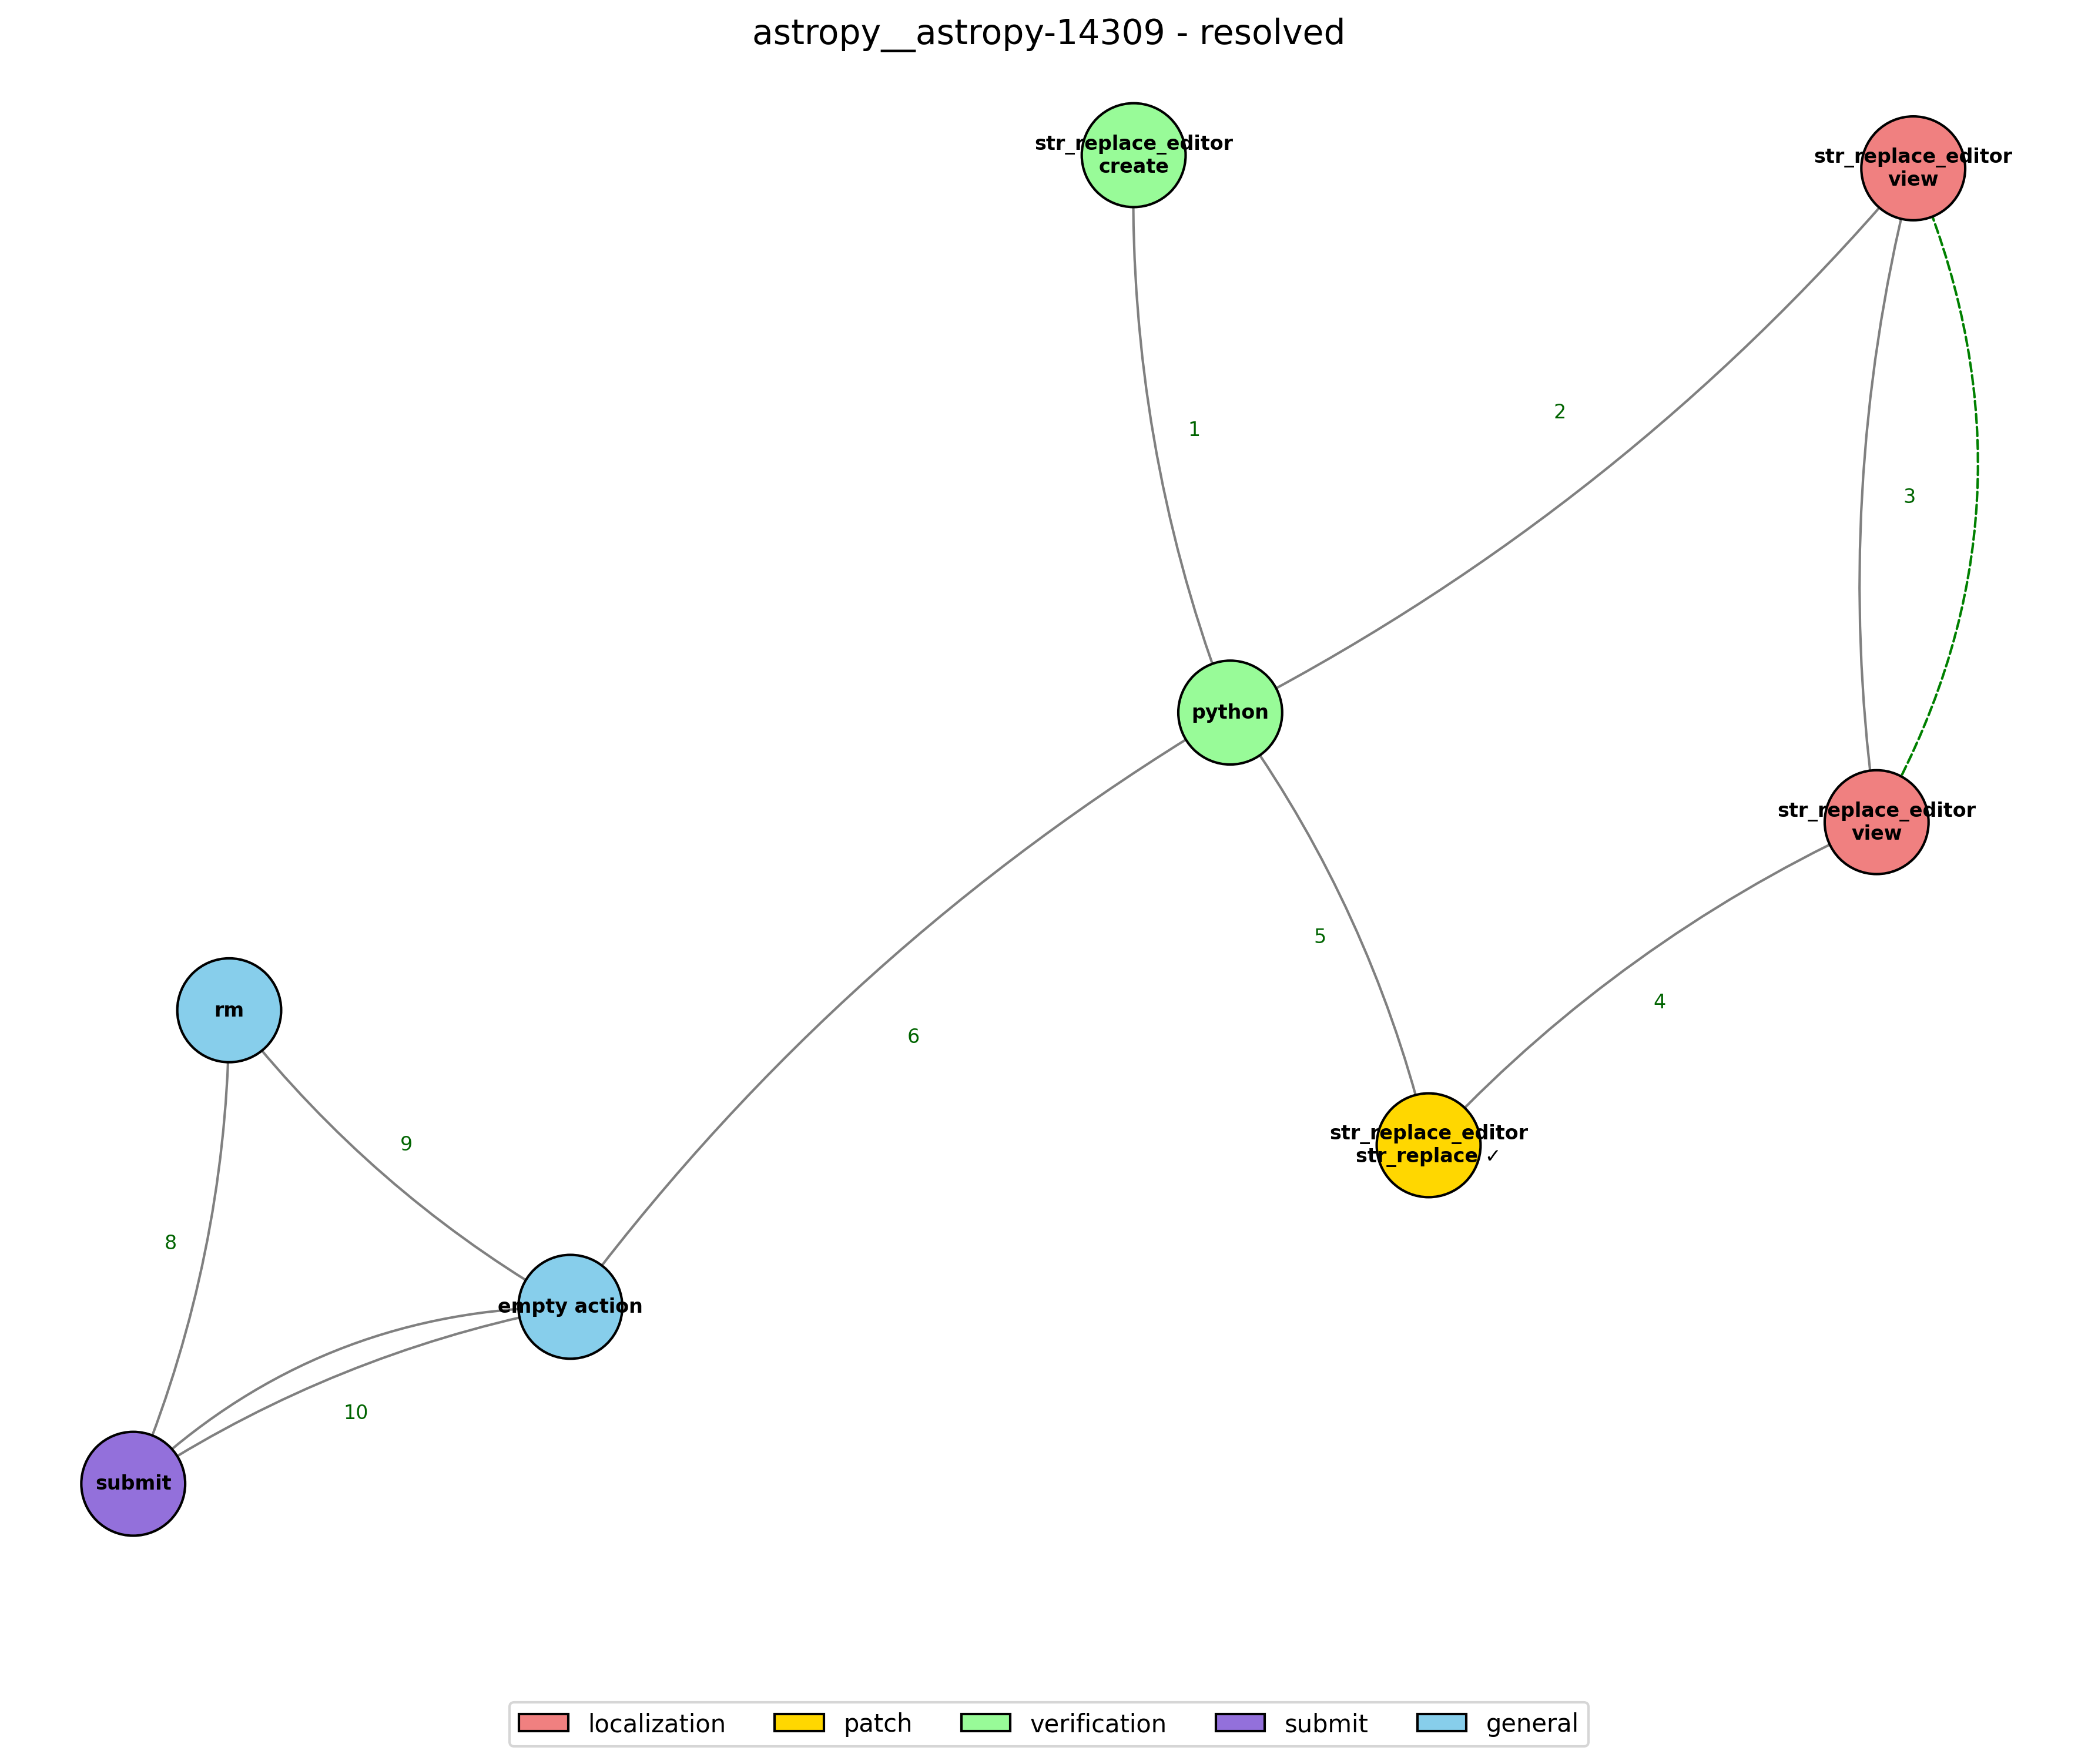 astropy__astropy-14309 - resolved
str_replace_editor
create
str_replace_editor
view
2
1
3
python
str_replace_editor
view
5
4
rm
6
str_replace_editor
str_replace ✓
9
8
empty action
10
submit
localization
patch
verification
submit
general